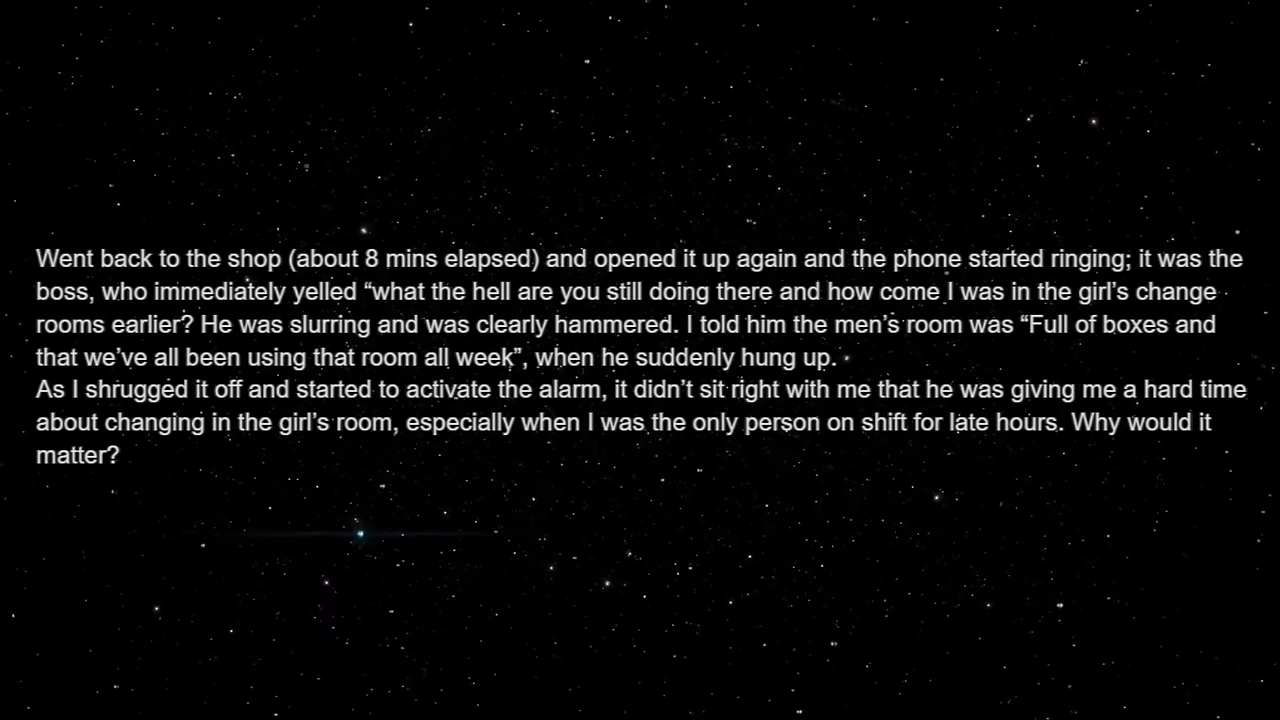 Went back to the shop (about 8 mins elapsed) and opened it up again and the phone started ringing; it was the
boss, who immediately yelled “what the hell are you still doing there and how come I was in the girl’s change
rooms earlier? He was slurring and was clearly hammered. I told him the men’s room was “Full of boxes and
that we’ve all been using that room all week”, when he suddenly hung up.
As I shrugged it off and started to activate the alarm, it didn’t sit right with me that he was giving me a hard time
about changing in the girl’s room, especially when I was the only person on shift for late hours. Why would it
matter?